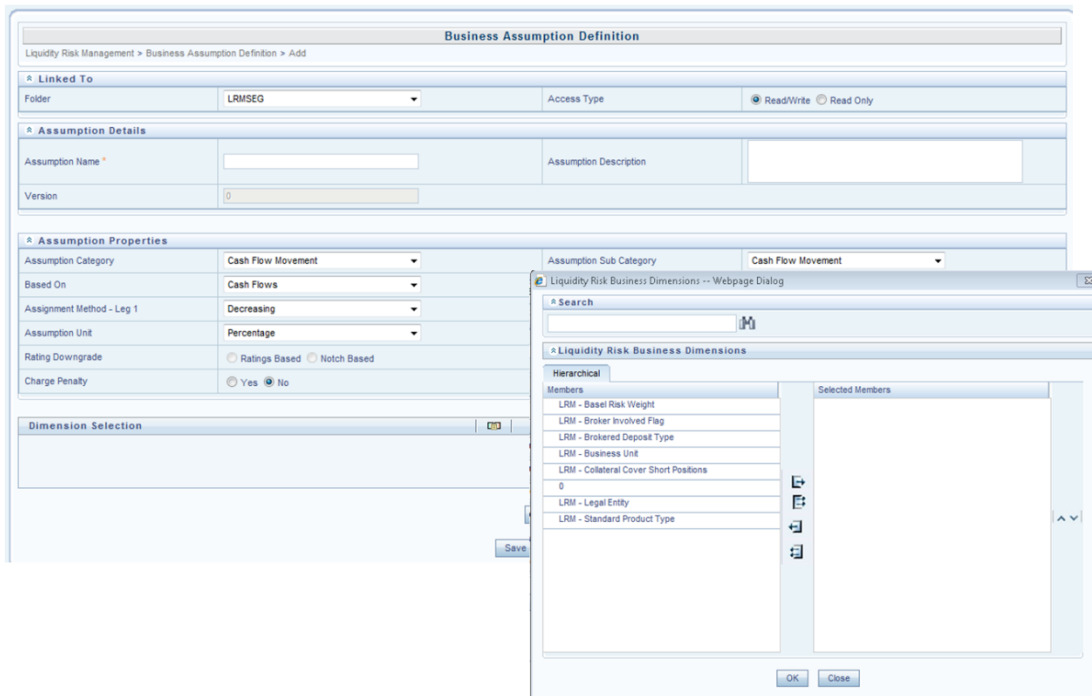 Business Assumption Definition
Liquidity Risk Management > Business Assumption Definition > Add
Linked To
Folder LRMSEG Access Type Read/Write Read Only
Assumption Details
Assumption Name * Assumption Description
Version 0
Assumption Properties
Assumption Category Cash Flow Movement Assumption Sub Category Cash Flow Movement
Based On Cash Flows
Assignment Method - Leg 1 Decreasing
Assumption Unit Percentage
Rating Downgrade Ratings Based Notch Based
Charge Penalty Yes No
Dimension Selection
Save
Liquidity Risk Business Dimensions -- Webpage Dialog
Search
Liquidity Risk Business Dimensions
Hierarchical
Members Selected Members
LRM - Basel Risk Weight
LRM - Broker Involved Flag
LRM - Brokered Deposit Type
LRM - Business Unit
LRM - Collateral Cover Short Positions
0
LRM - Legal Entity
LRM - Standard Product Type
OK Close